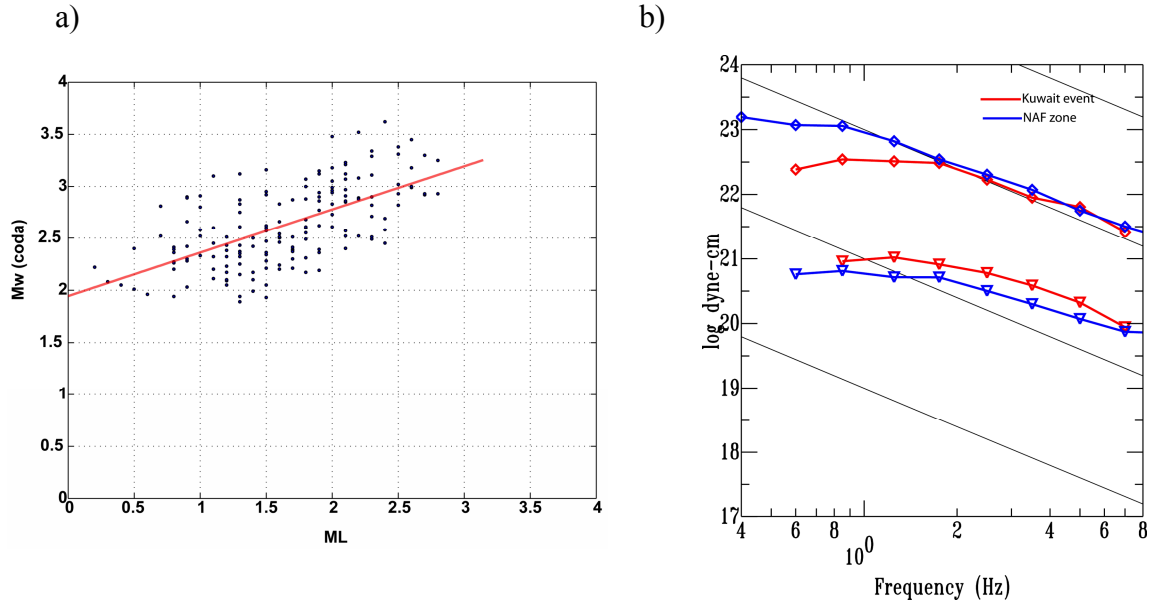 a)
4
3.5
3
2.5
2
1.5
1
0.5
0
Mw (coda)
0 0.5 1 1.5 2 2.5 3 3.5 4
ML
b)
24
23
22
21
20
19
18
17
log dyne-cm
Kuwait event
NAF zone
4 6 8 10⁰ 2 4 6 8
Frequency (Hz)